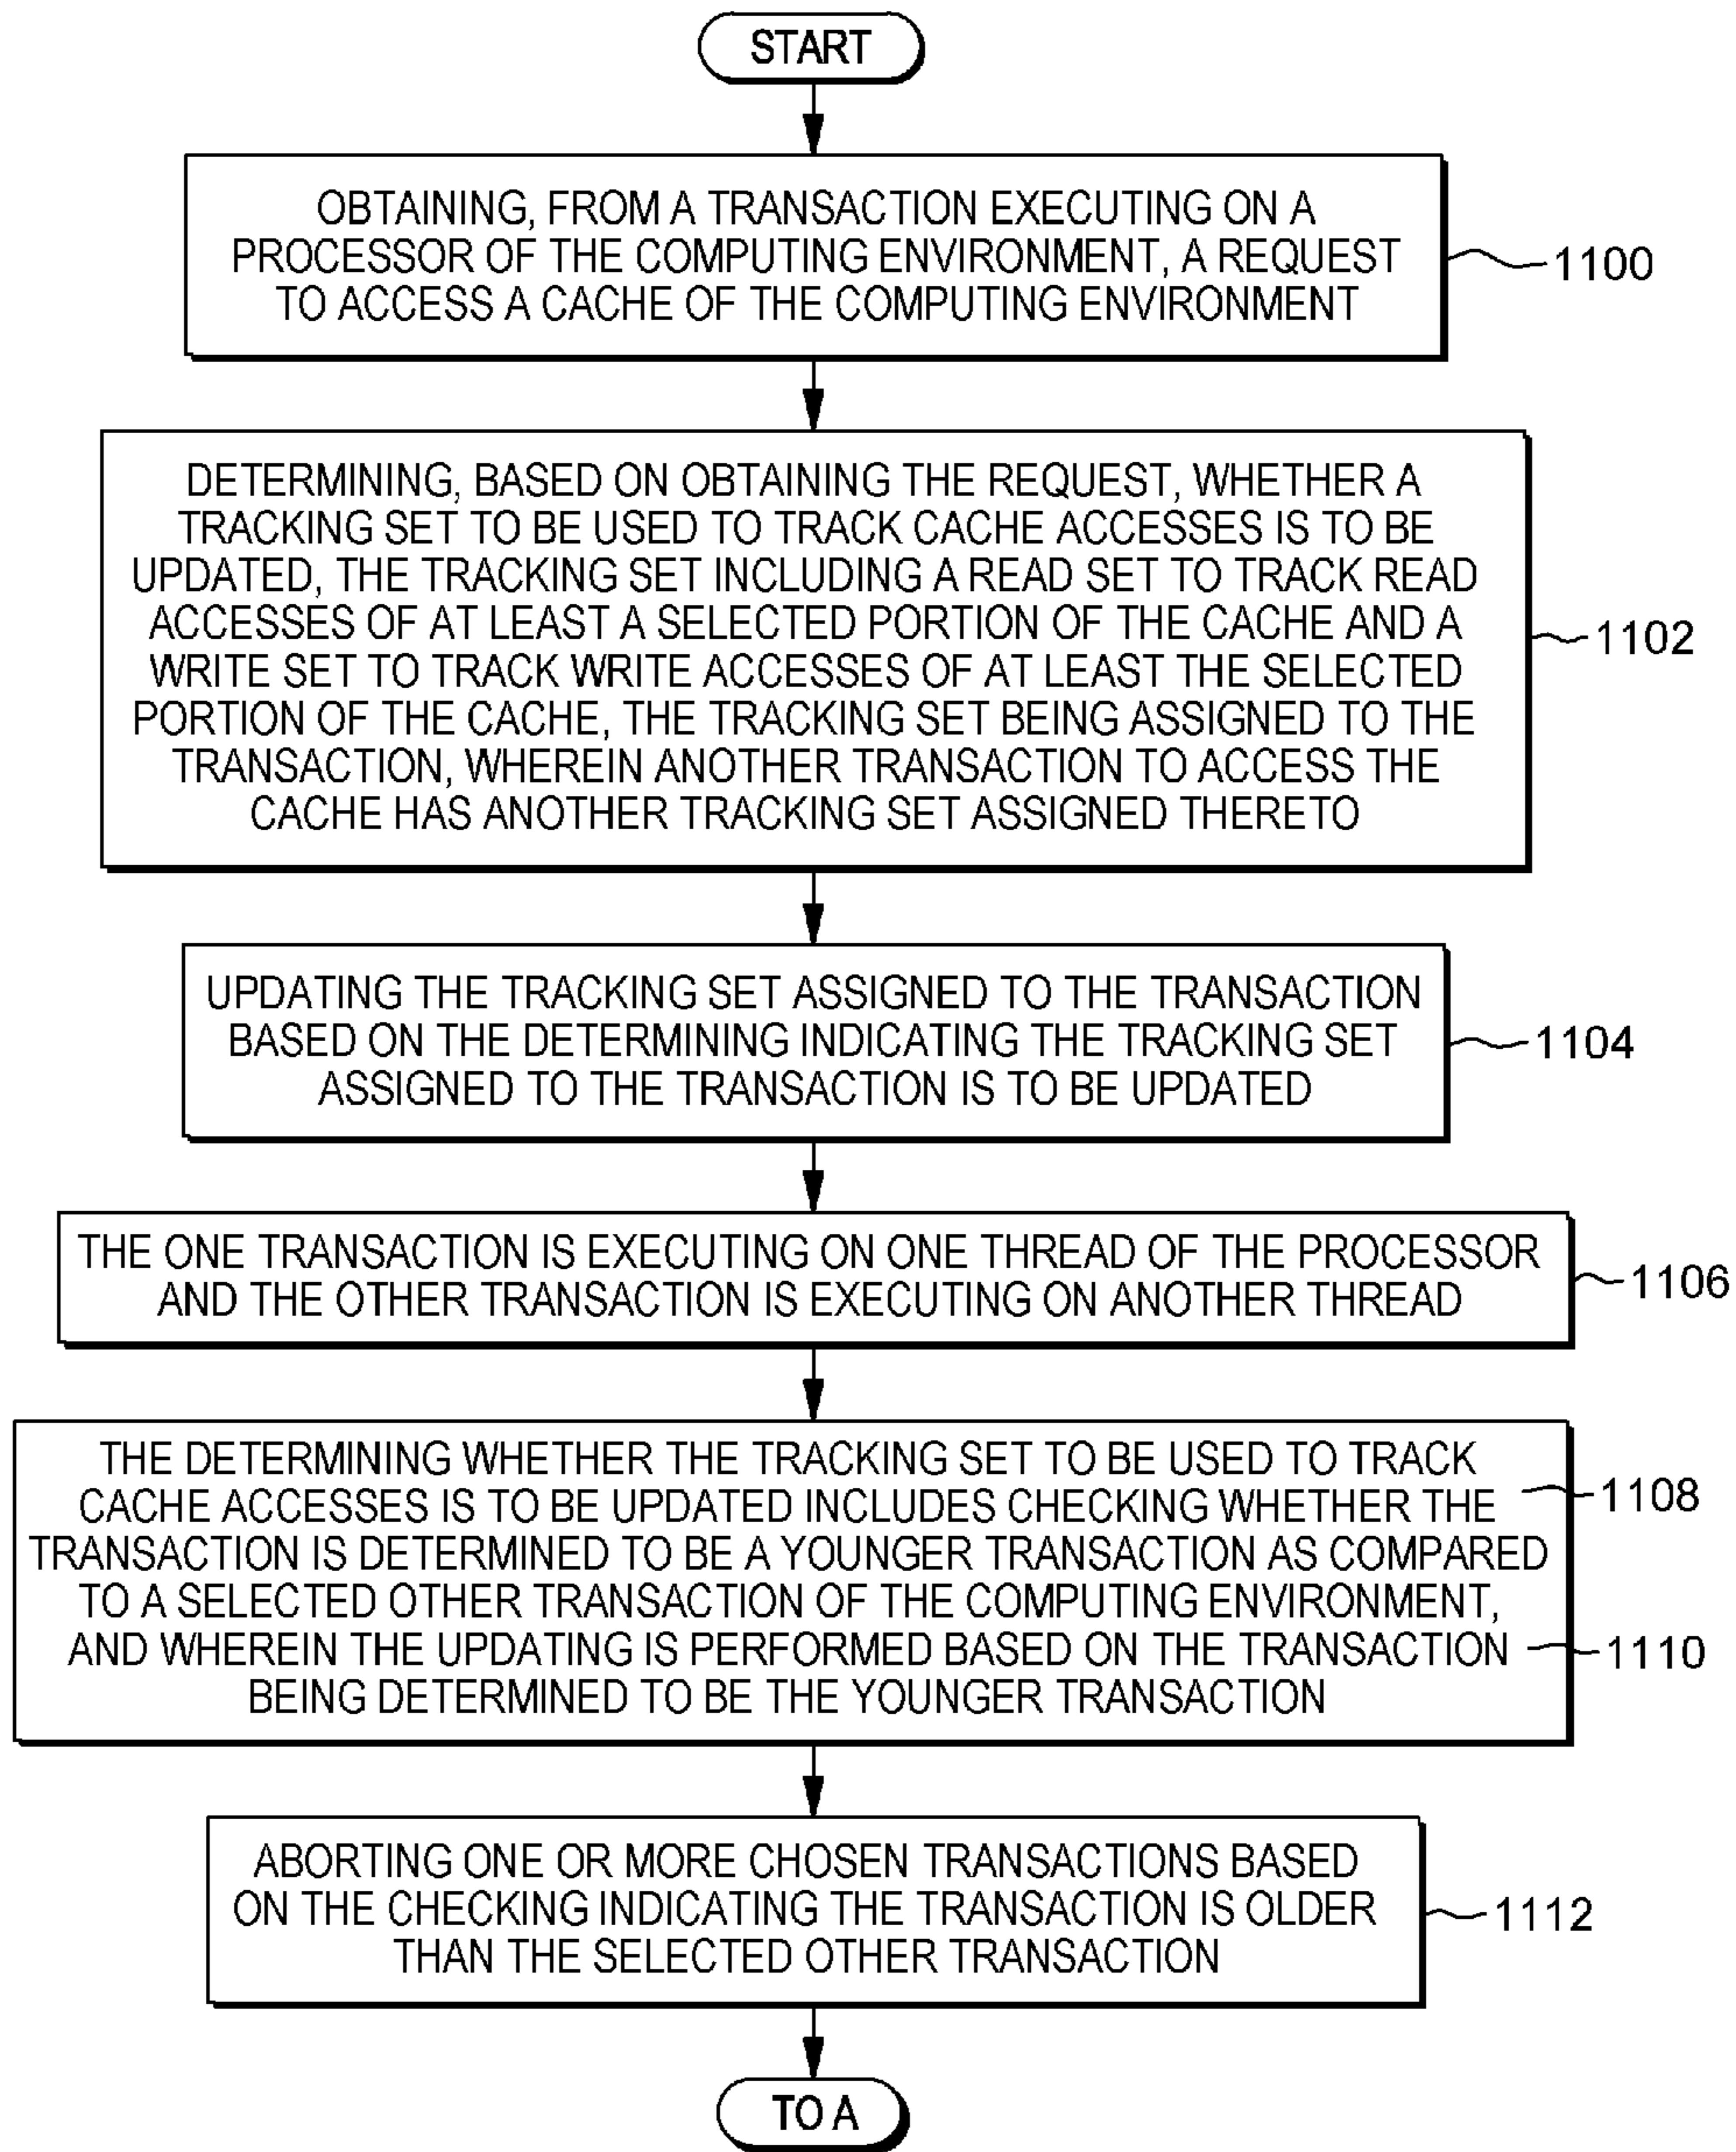 START
OBTAINING, FROM A TRANSACTION EXECUTING ON A
PROCESSOR OF THE COMPUTING ENVIRONMENT, A REQUEST
TO ACCESS A CACHE OF THE COMPUTING ENVIRONMENT
1100
DETERMINING, BASED ON OBTAINING THE REQUEST, WHETHER A
TRACKING SET TO BE USED TO TRACK CACHE ACCESSES IS TO BE
UPDATED, THE TRACKING SET INCLUDING A READ SET TO TRACK READ
ACCESSES OF AT LEAST A SELECTED PORTION OF THE CACHE AND A
WRITE SET TO TRACK WRITE ACCESSES OF AT LEAST THE SELECTED
PORTION OF THE CACHE, THE TRACKING SET BEING ASSIGNED TO THE
TRANSACTION, WHEREIN ANOTHER TRANSACTION TO ACCESS THE
CACHE HAS ANOTHER TRACKING SET ASSIGNED THERETO
1102
UPDATING THE TRACKING SET ASSIGNED TO THE TRANSACTION
BASED ON THE DETERMINING INDICATING THE TRACKING SET
ASSIGNED TO THE TRANSACTION IS TO BE UPDATED
1104
THE ONE TRANSACTION IS EXECUTING ON ONE THREAD OF THE PROCESSOR
AND THE OTHER TRANSACTION IS EXECUTING ON ANOTHER THREAD
1106
THE DETERMINING WHETHER THE TRACKING SET TO BE USED TO TRACK
CACHE ACCESSES IS TO BE UPDATED INCLUDES CHECKING WHETHER THE
1108
TRANSACTION IS DETERMINED TO BE A YOUNGER TRANSACTION AS COMPARED
TO A SELECTED OTHER TRANSACTION OF THE COMPUTING ENVIRONMENT,
AND WHEREIN THE UPDATING IS PERFORMED BASED ON THE TRANSACTION
1110
BEING DETERMINED TO BE THE YOUNGER TRANSACTION
ABORTING ONE OR MORE CHOSEN TRANSACTIONS BASED
ON THE CHECKING INDICATING THE TRANSACTION IS OLDER
THAN THE SELECTED OTHER TRANSACTION
1112
TO A